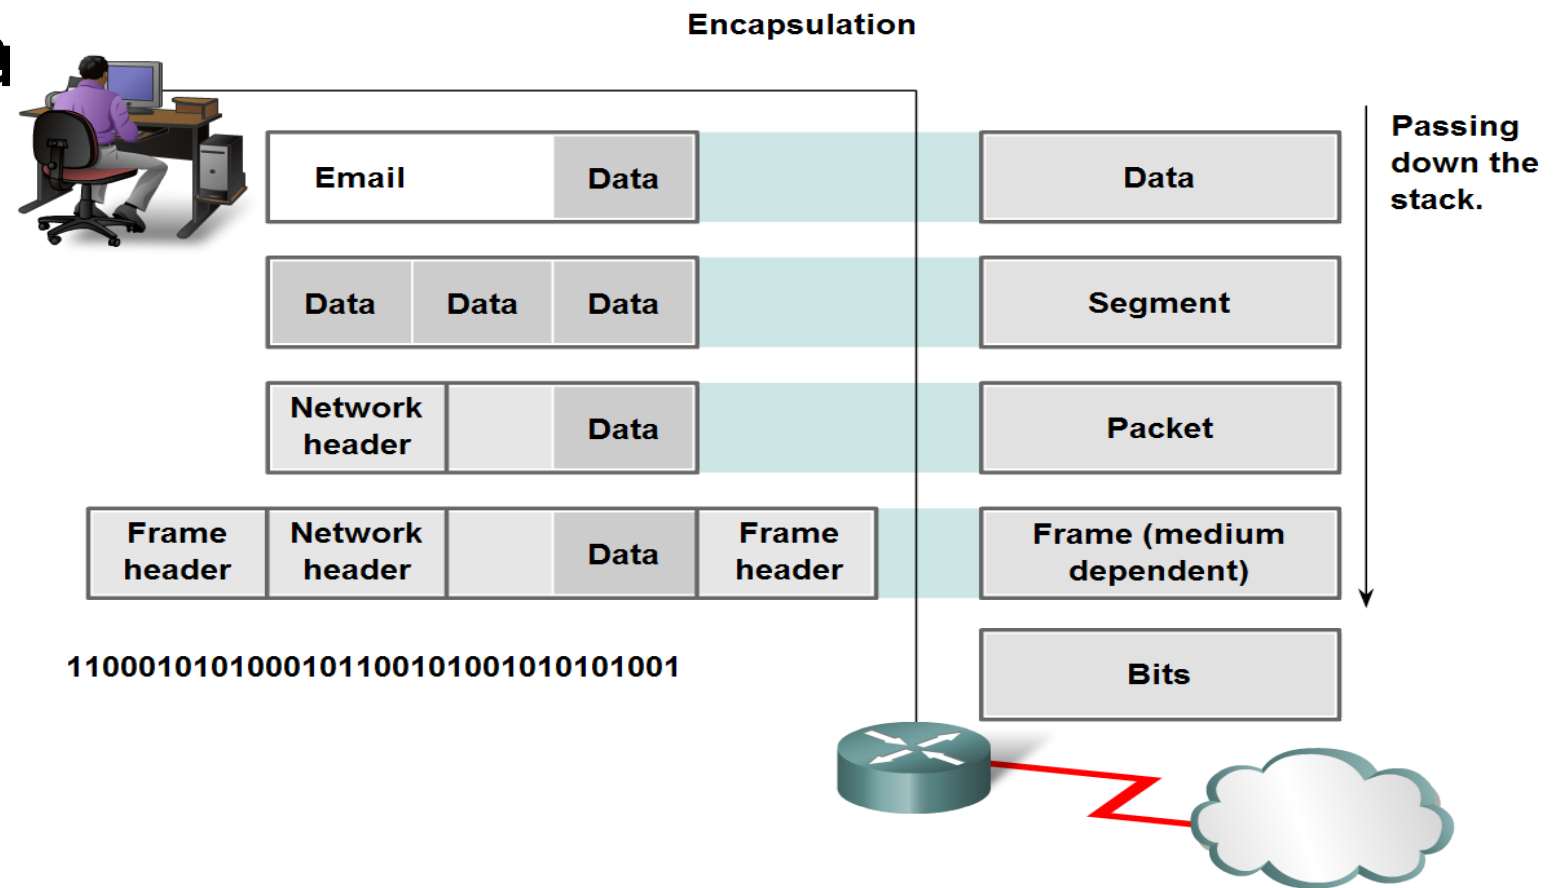 Encapsulation
Passing
down the
stack.
Email Data Data
Data Data Data Segment
Network
header Data Packet
Frame
header Network
header Data Frame
header Frame (medium
dependent)
11000101010001011001010010101001 Bits